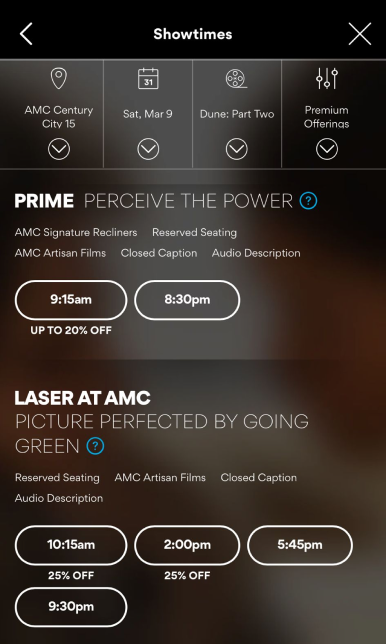 Showtimes
31
AMC Century
City 15
Sat, Mar 9
Dune: Part Two
Premium
Offerings
PRIME PERCEIVE THE POWER ?
AMC Signature Recliners Reserved Seating
AMC Artisan Films Closed Caption Audio Description
9:15am 8:30pm
UP TO 20% OFF
LASER AT AMC
PICTURE PERFECTED BY GOING
GREEN ?
Reserved Seating AMC Artisan Films Closed Caption
Audio Description
10:15am 2:00pm 5:45pm
25% OFF 25% OFF
9:30pm